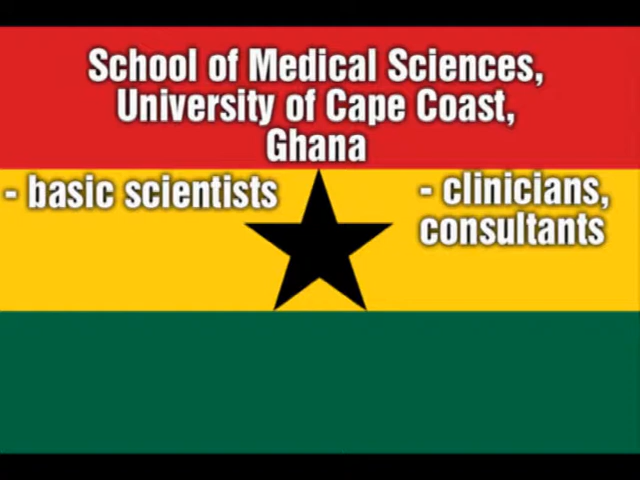 School of Medical Sciences,
University of Cape Coast,
Ghana
- basic scientists
- clinicians,
consultants